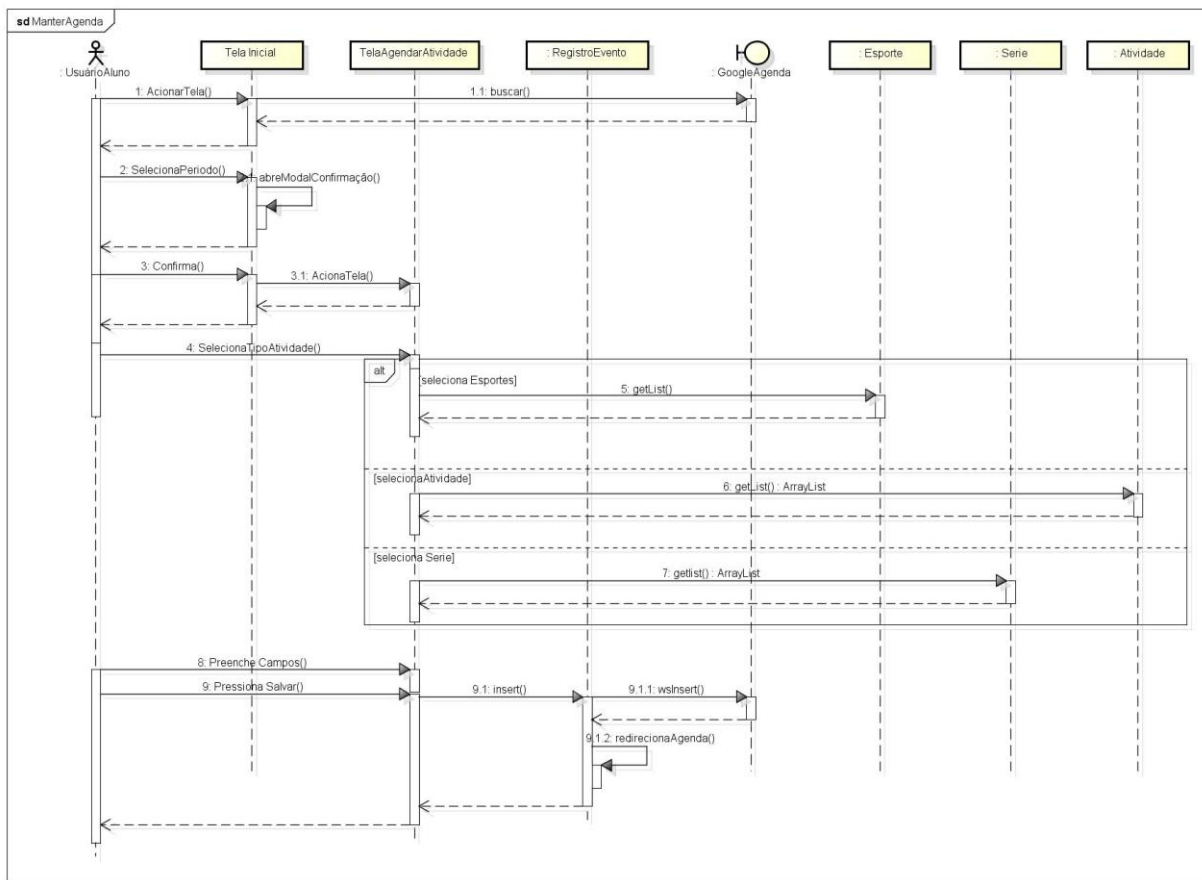 sd ManterAgenda
: UsuárioAluno
Tela Inicial
TelaAgendarAtividade
: RegistroEvento
: GoogleAgenda
: Esporte
: Serie
: Atividade
1: AcionarTela()
1.1: buscar()
2: SelecionaPeriodo()
abreModalConfirmação()
3: Confirma()
3.1: AcionaTela()
4: SelecionaTipoAtividade()
alt
[seleciona Esportes]
5: getList()
[selecionaAtividade]
6: getList() : ArrayList
[seleciona Serie]
7: getlist() : ArrayList
8: Preenche Campos()
9: Pressiona Salvar()
9.1: insert()
9.1.1: wsInsert()
9.1.2: redirecionaAgenda()